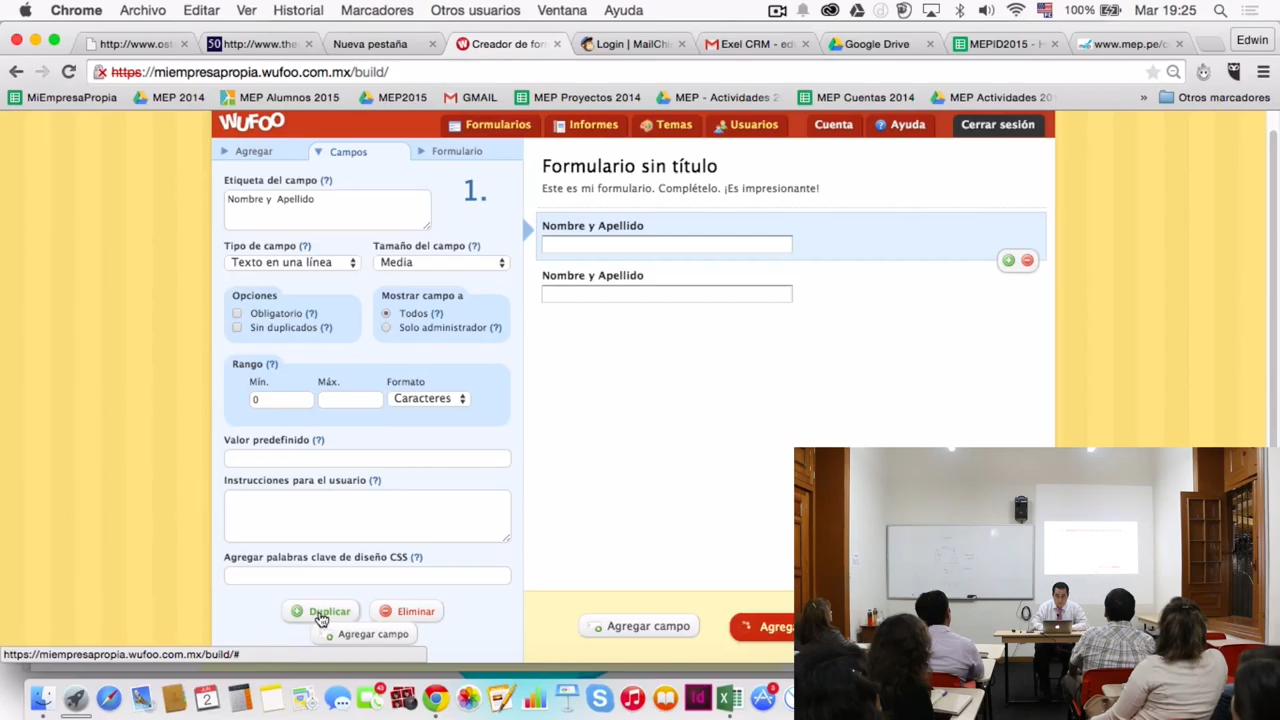 Chrome Archivo Editar Ver Historial Marcadores Otros usuarios Ventana Ayuda 100% Mar 19:25
http://www.ost
50 http://www.the
Nueva pestaña
Creador de for
Login | MailChi
Exel CRM - edi
Google Drive
MEPID2015 - H
www.mep.pe/c
Edwin
https://miempresapropia.wufoo.com.mx/build/
MiEmpresaPropia MEP 2014 MEP Alumnos 2015 MEP2015 GMAIL MEP Proyectos 2014 MEP - Actividades 2 MEP Cuentas 2014 MEP Actividades 20 » Otros marcadores
WUFOO Formularios Informes Temas Usuarios Cuenta Ayuda Cerrar sesión
Agregar Campos Formulario
Etiqueta del campo (?)
1.
Nombre y Apellido
Tipo de campo (?) Tamaño del campo (?)
Texto en una línea Media
Opciones Mostrar campo a
Obligatorio (?) Todos (?)
Sin duplicados (?) Solo administrador (?)
Rango (?)
Mín. Máx. Formato
0 Caracteres
Valor predefinido (?)
Instrucciones para el usuario (?)
Agregar palabras clave de diseño CSS (?)
Duplicar Eliminar
Agregar campo
https://miempresapropia.wufoo.com.mx/build/#
Formulario sin título
Este es mi formulario. Complételo. ¡Es impresionante!
Nombre y Apellido
Nombre y Apellido
Agregar campo Agrega
JUN
2
Id